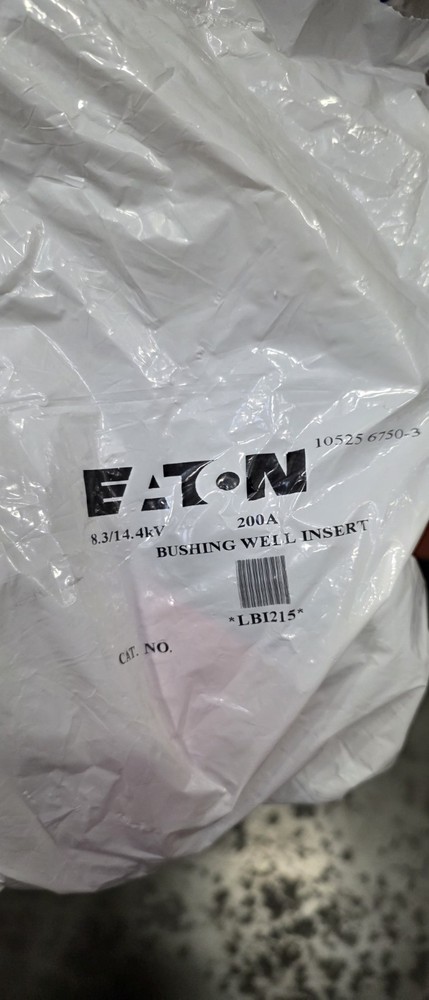 10525 6750-3
EATON
8.3/14.4kV 200A
BUSHING WELL INSERT
*LBI215*
CAT. NO.